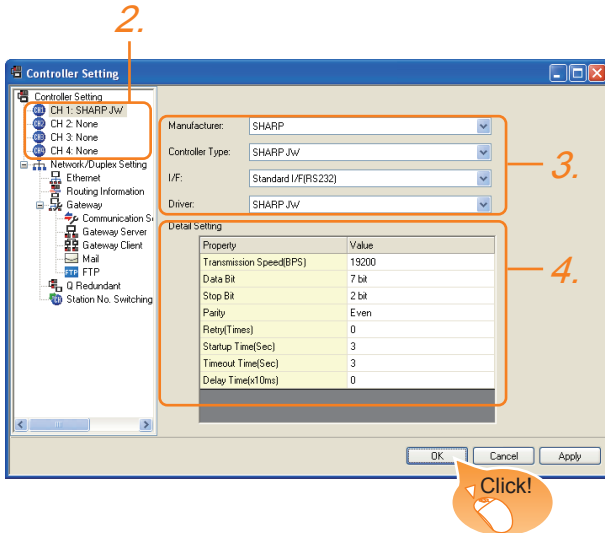 2.
Controller Setting
Controller Setting
CH 1: SHARP JW
CH 2: None
CH 3: None
CH 4: None
Network/Duplex Setting
Ethernet
Routing Information
Gateway
Communication S
Gateway Server
Gateway Client
Mail
FTP FTP
Q Redundant
Station No. Switching
Manufacturer: SHARP
Controller Type: SHARP JW
I/F: Standard I/F(RS232)
Driver: SHARP JW
3.
Detail Setting
Property Value
Transmission Speed(BPS) 19200
Data Bit 7 bit
Stop Bit 2 bit
Parity Even
Retry(Times) 0
Startup Time(Sec) 3
Timeout Time(Sec) 3
Delay Time(x10ms) 0
4.
OK Cancel Apply
Click!